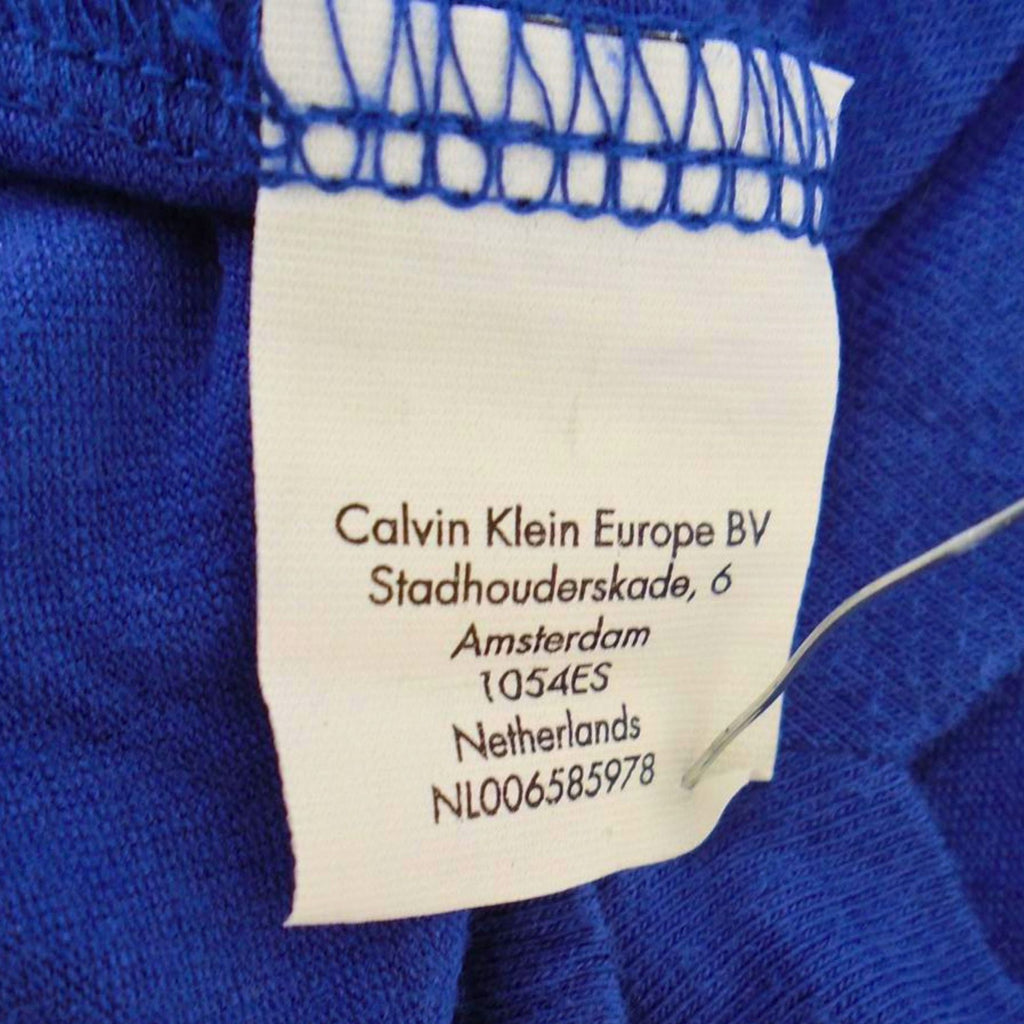 Calvin Klein Europe BV
Stadhouderskade, 6
Amsterdam
1054ES
Netherlands
NL006585978